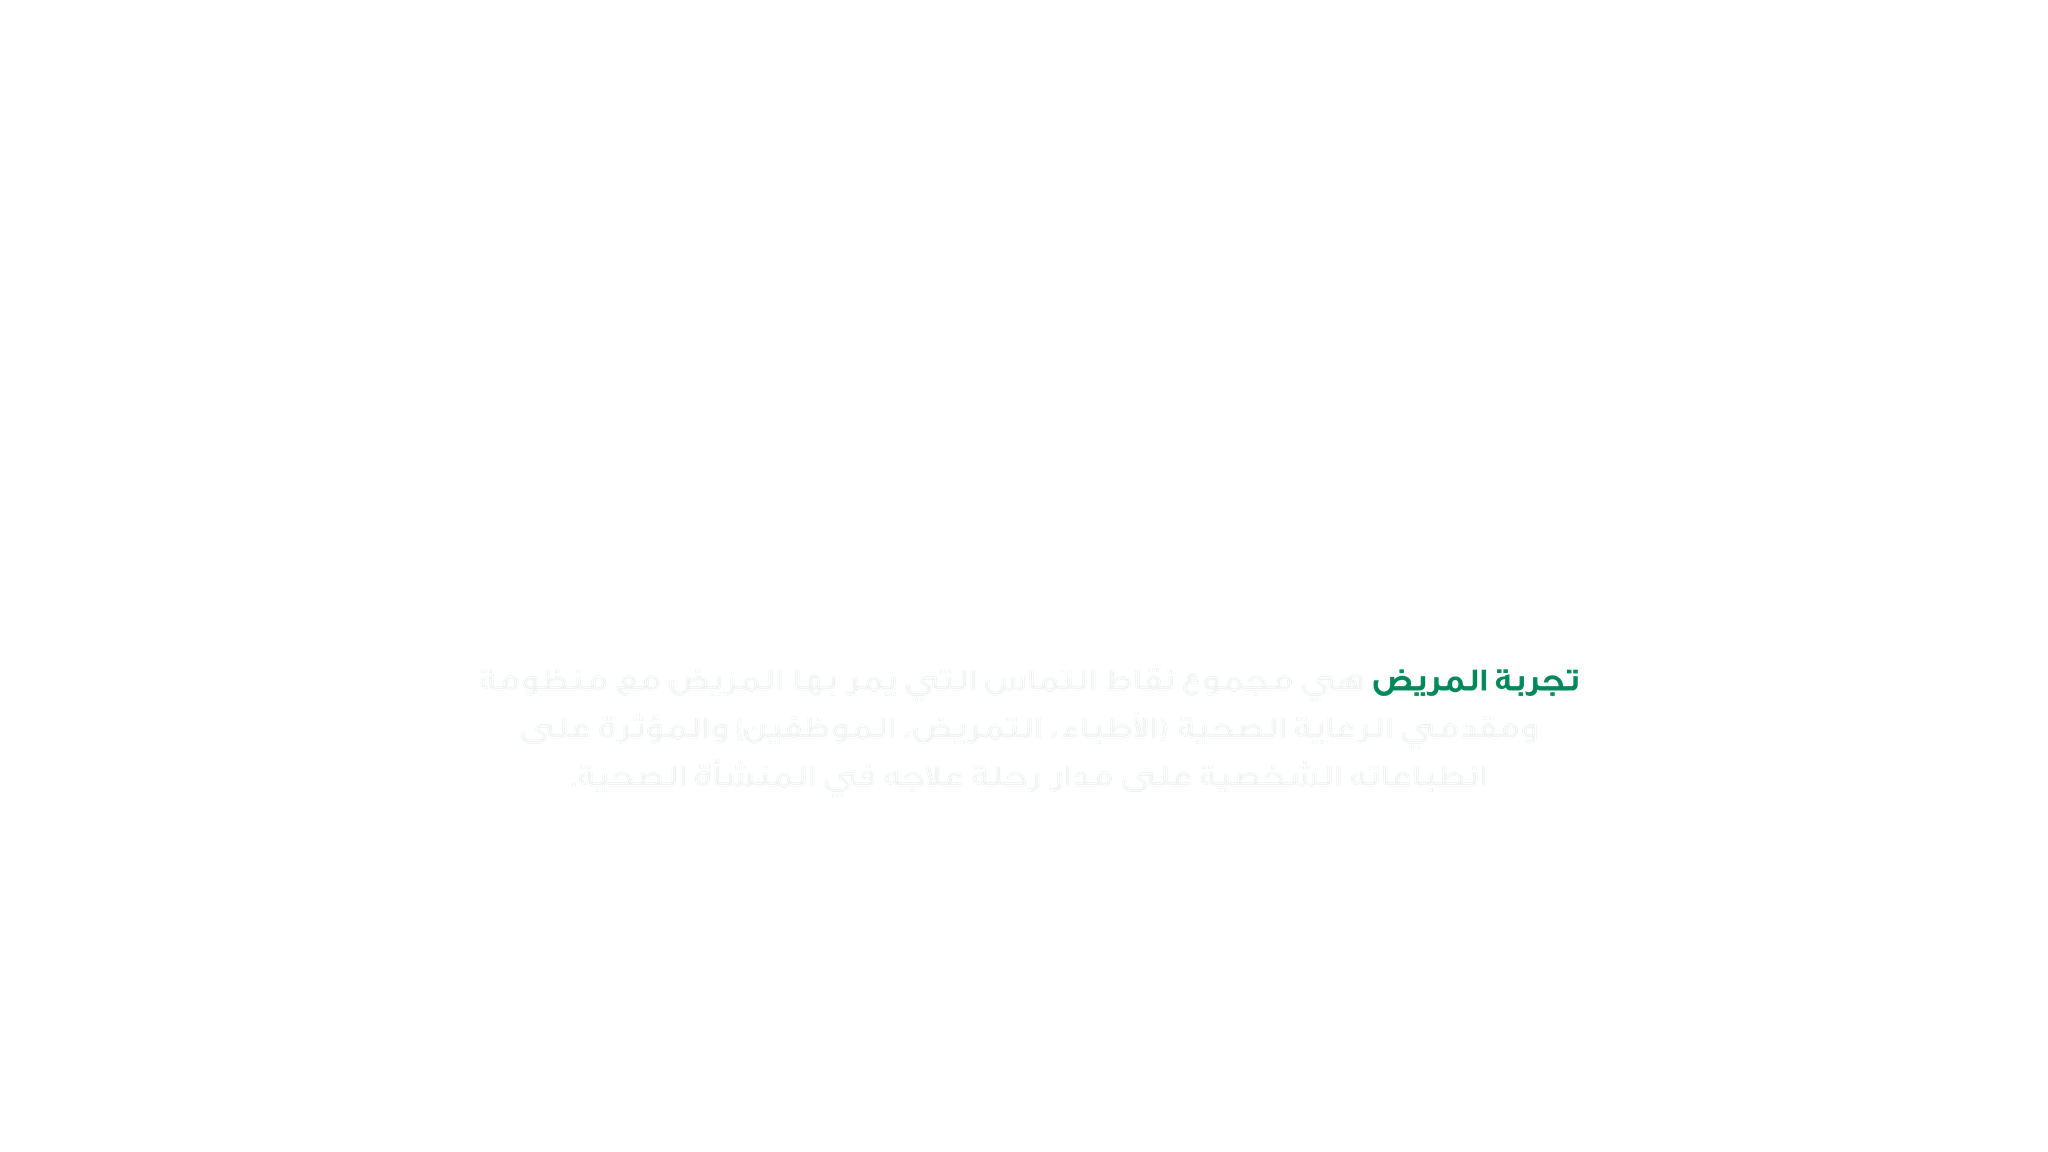 تجربة المريض هي مجموع نقاط التماس التي يمر بها المريض مع منظومة
ومقدمي الرعاية الصحية (الأطباء، التمريض، الموظفين) والمؤثرة على
انطباعاته الشخصية على مدار رحلة علاجه في المنشأة الصحية.